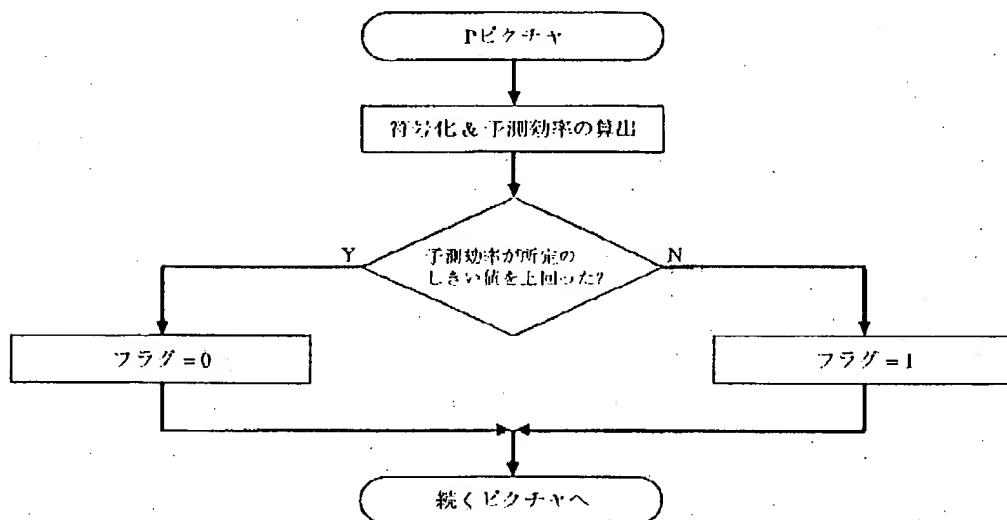 Pピクチャ
符号化&予測効率の算出
予測効率が所定の
しきい値を上回った?
Y
N
フラグ=0
フラグ=1
続くピクチャへ